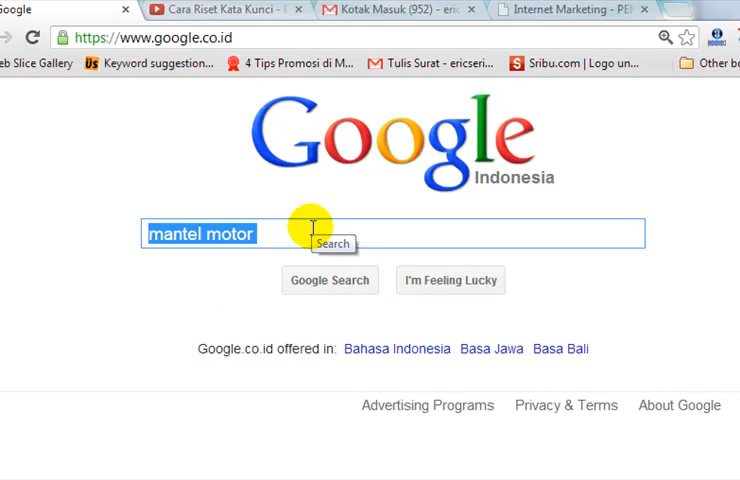 Google
Cara Riset Kata Kunci - E
Kotak Masuk (952) - eric
Internet Marketing - PE
https://www.google.co.id
eb Slice Gallery
Us Keyword suggestion...
4 Tips Promosi di M...
Tulis Surat - ericseri...
S Sribu.com | Logo un...
Other bo
Google
Indonesia
mantel motor
Search
Google Search
I'm Feeling Lucky
Google.co.id offered in: Bahasa Indonesia Basa Jawa Basa Bali
Advertising Programs Privacy & Terms About Google